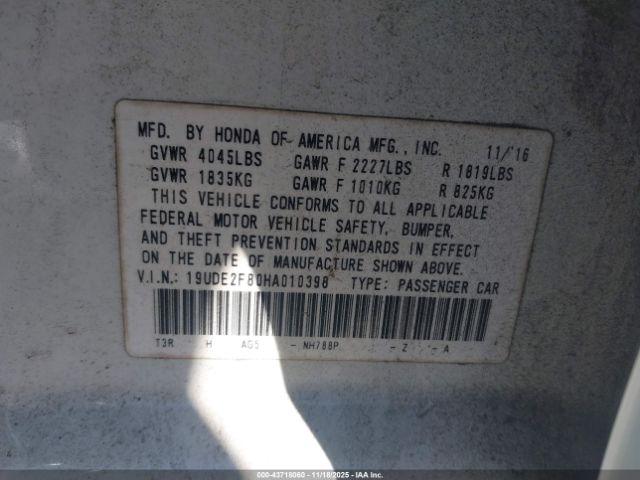 MFD. BY HONDA OF AMERICA MFG., INC. 11/'16
GVWR 4045LBS GAWR F 2227LBS R 1819LBS
GVWR 1835KG GAWR F 1010KG R 825KG
THIS VEHICLE CONFORMS TO ALL APPLICABLE
FEDERAL MOTOR VEHICLE SAFETY, BUMPER,
AND THEFT PREVENTION STANDARDS IN EFFECT
ON THE DATE OF MANUFACTURE SHOWN ABOVE.
V.I.N.: 19UDE2F80HA010398 TYPE: PASSENGER CAR
T3R H AG5 - NH788P - Z - A
000-43718060 - 11/18/2025 - IAA Inc.